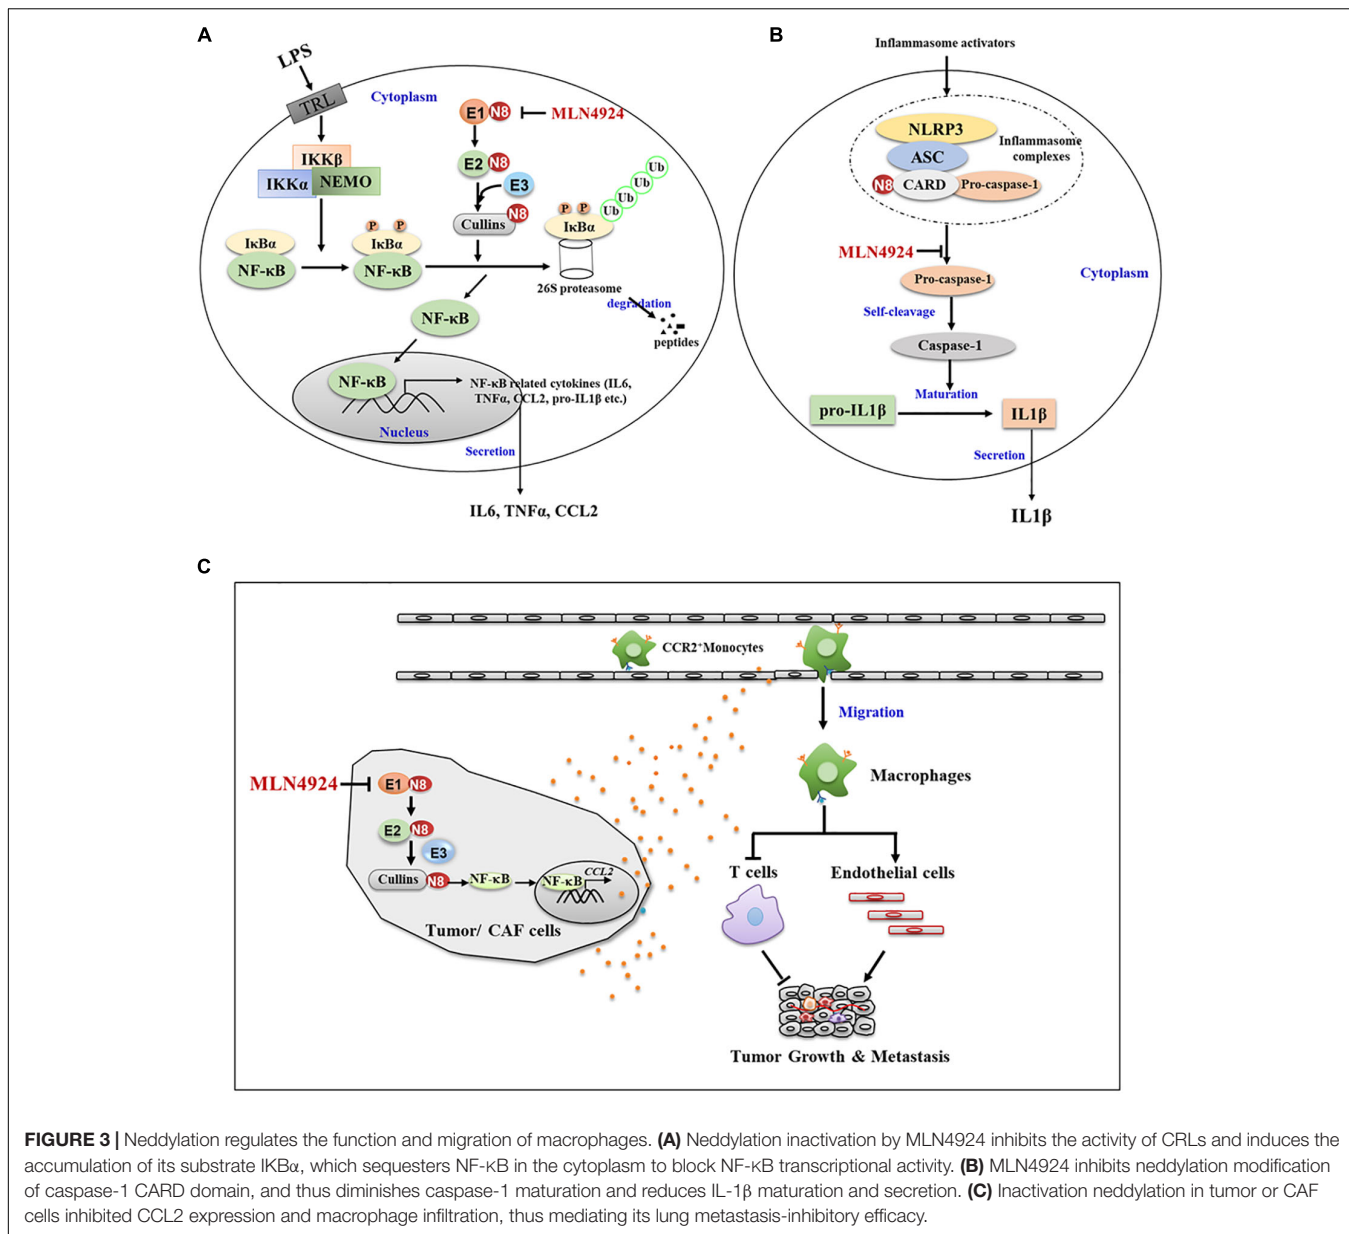 A
LPS
TRL
Cytoplasm
IKKβ
IKKα
NEMO
E1
N8
MLN4924
E2
N8
E3
N8
Cullins
Ub
Ub
Ub
Ub
P
P
IκBα
26S proteasome
degradation
peptides
IκBα
NF-κB
P
P
IκBα
NF-κB
NF-κB
NF-κB
NF-κB related cytokines (IL6,
TNFα, CCL2, pro-IL1β etc.)
Nucleus
Secretion
IL6, TNFα, CCL2
B
Inflammasome activators
NLRP3
ASC
Inflammasome
complexes
N8
CARD
Pro-caspase-1
MLN4924
Pro-caspase-1
Cytoplasm
Self-cleavage
Caspase-1
Maturation
pro-IL1β
IL1β
Secretion
IL1β
C
CCR2⁺Monocytes
Migration
Macrophages
MLN4924
E1
N8
E2
N8
E3
Cullins
N8
NF-κB
NF-κB
CCL2
Tumor/ CAF cells
T cells
Endothelial cells
Tumor Growth & Metastasis
FIGURE 3 | Neddylation regulates the function and migration of macrophages. (A) Neddylation inactivation by MLN4924 inhibits the activity of CRLs and induces the
accumulation of its substrate IKBα, which sequesters NF-κB in the cytoplasm to block NF-κB transcriptional activity. (B) MLN4924 inhibits neddylation modification
of caspase-1 CARD domain, and thus diminishes caspase-1 maturation and reduces IL-1β maturation and secretion. (C) Inactivation neddylation in tumor or CAF
cells inhibited CCL2 expression and macrophage infiltration, thus mediating its lung metastasis-inhibitory efficacy.